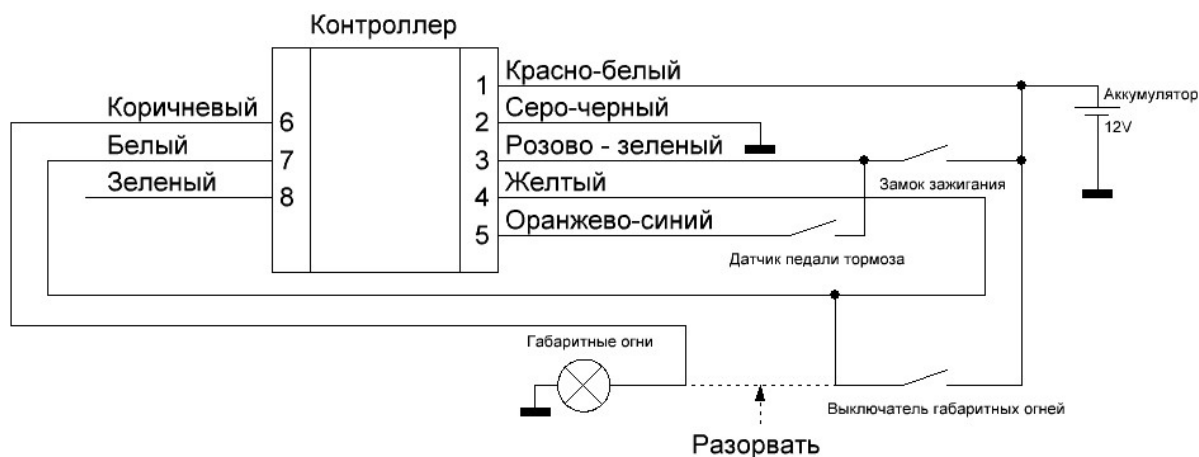 Контроллер
Красно-белый
1
Аккумулятор
12V
Коричневый
6
Серо-черный
2
Белый
7
Розово - зеленый
3
Замок зажигания
Зеленый
8
Желтый
4
Оранжево-синий
5
Датчик педали тормоза
Габаритные огни
Выключатель габаритных огней
Разорвать